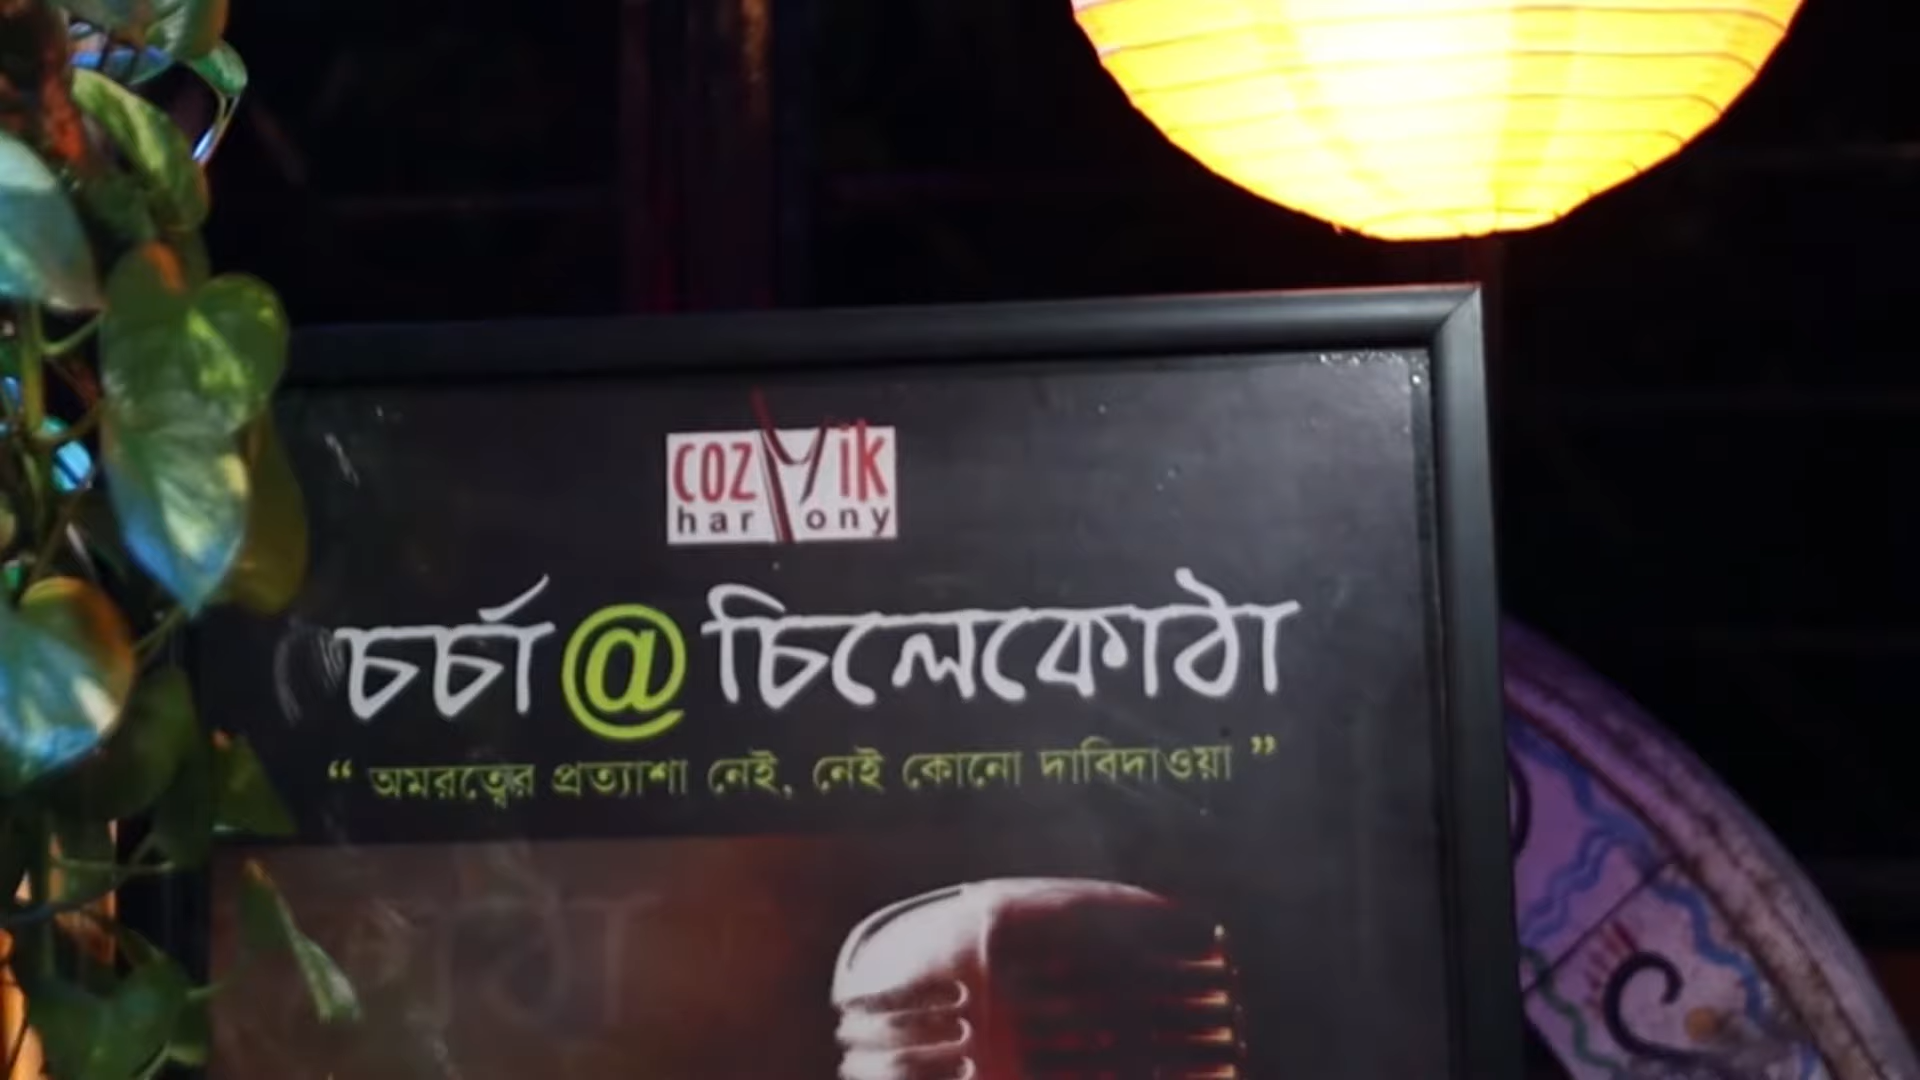 cozMik
harmony
চর্চা@চিলেকোঠা
“ অমরত্বের প্রত্যাশা নেই, নেই কোনো দাবিদাওয়া ”